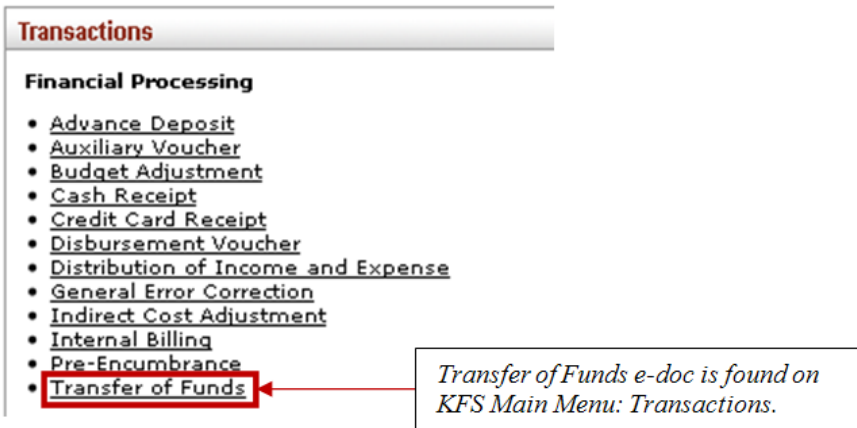 Transactions
Financial Processing
• Advance Deposit
• Auxiliary Voucher
• Budget Adjustment
• Cash Receipt
• Credit Card Receipt
• Disbursement Voucher
• Distribution of Income and Expense
• General Error Correction
• Indirect Cost Adjustment
• Internal Billing
• Pre-Encumbrance
• Transfer of Funds
Transfer of Funds e-doc is found on
KFS Main Menu: Transactions.